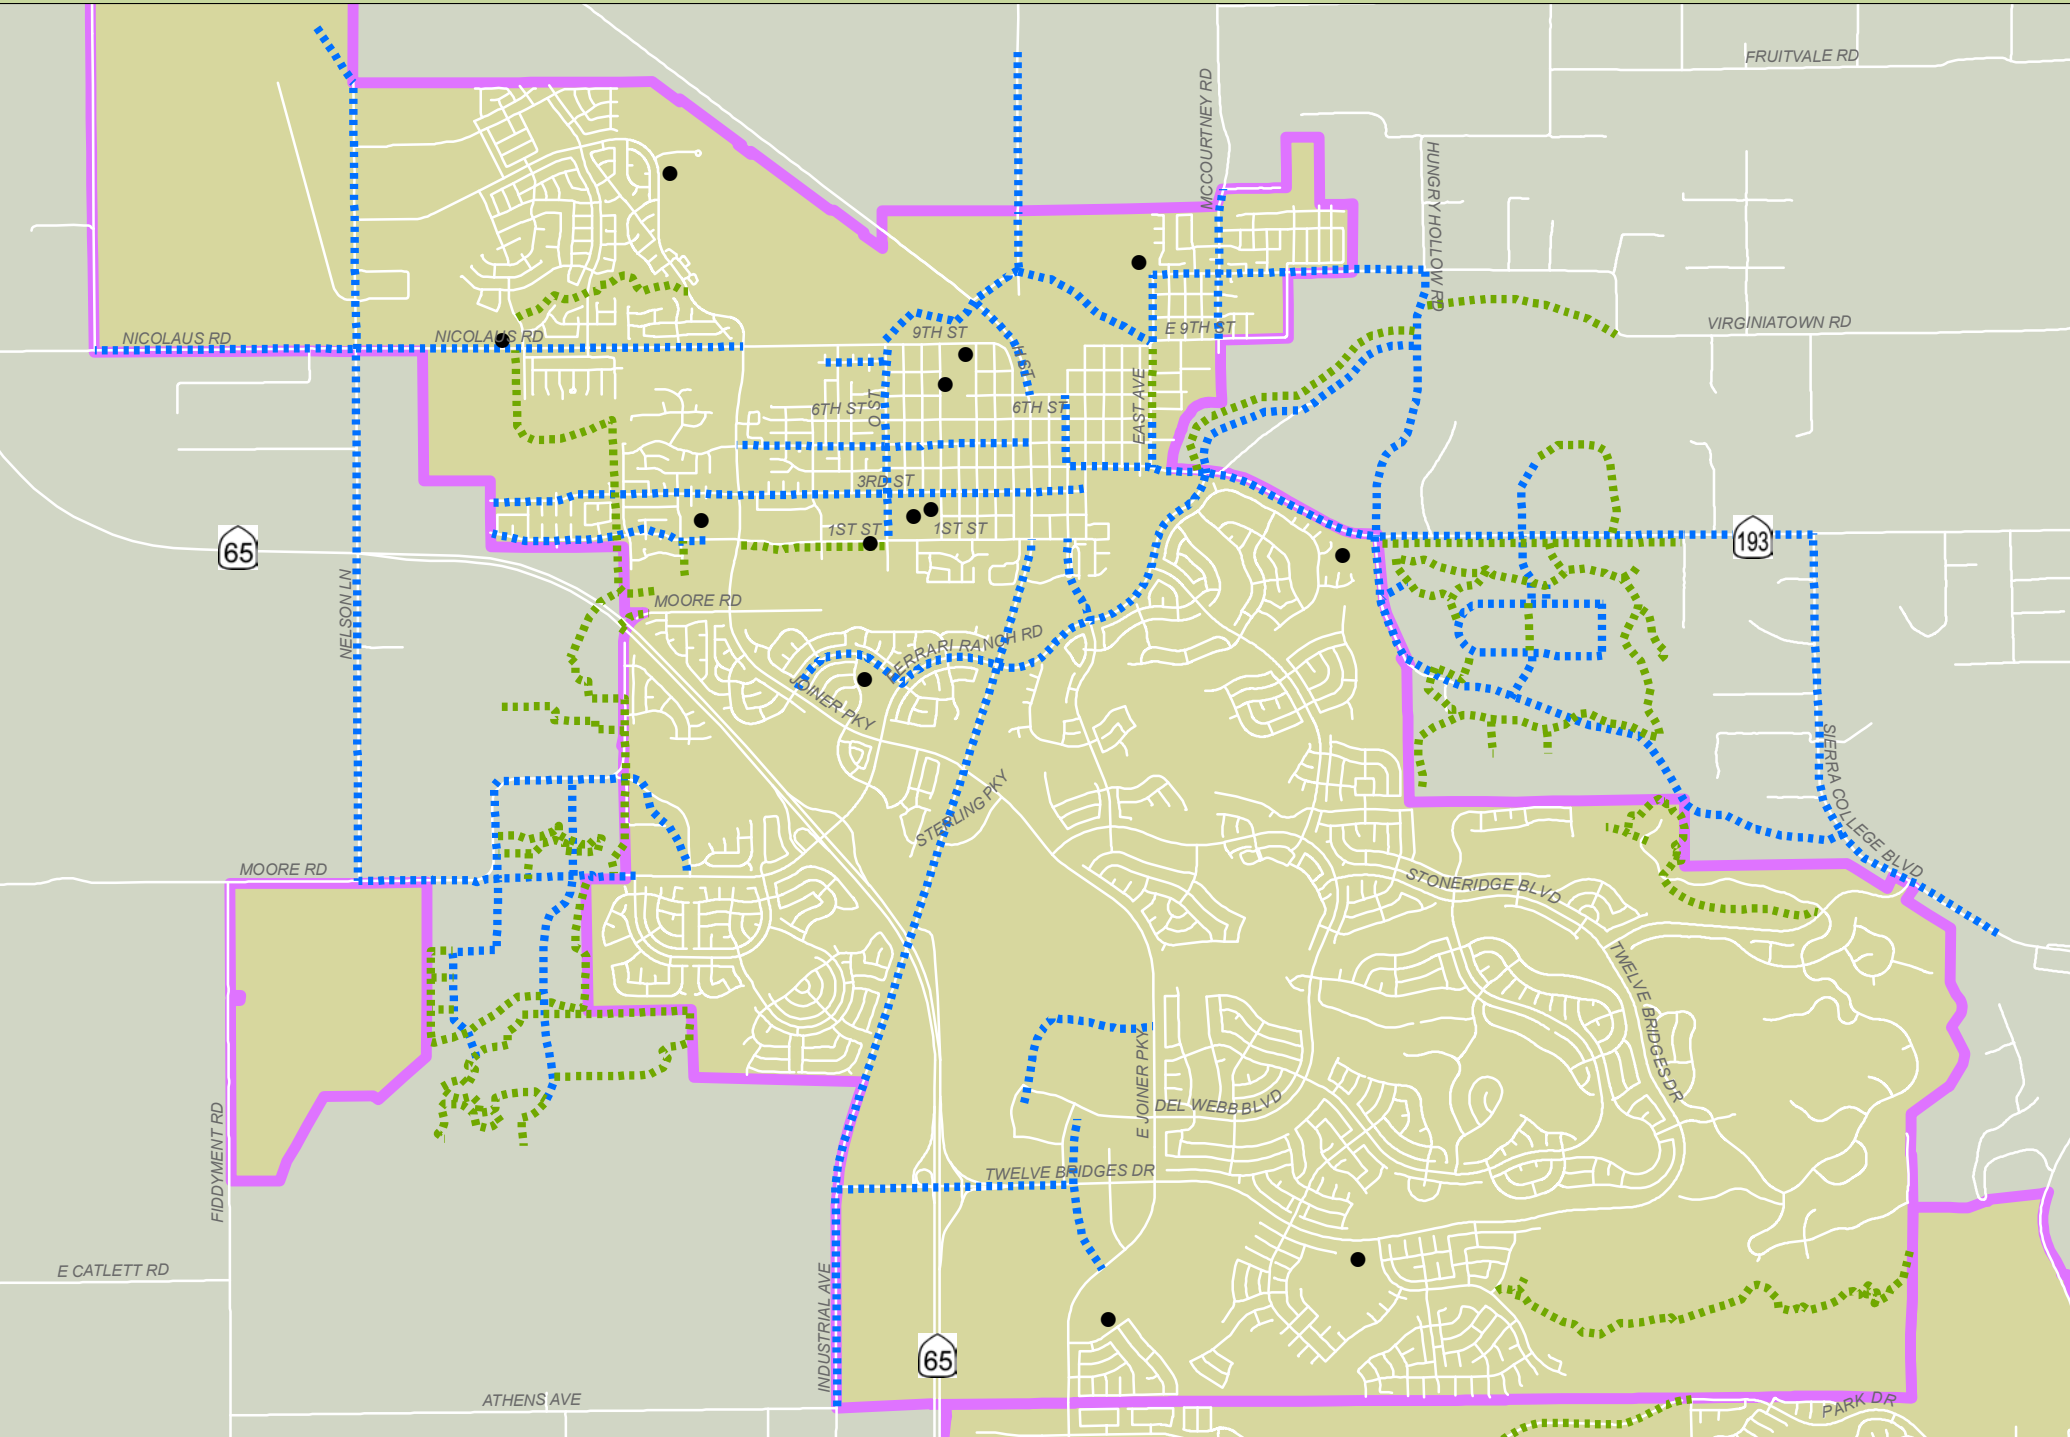 FRUITVALE RD
MCCOURTNEY RD
HUNGRY HOLLOW RD
NICOLAUS RD
NICOLAUS RD
9TH ST
E 9TH ST
VIRGINIATOWN RD
H ST
6TH ST
O ST
6TH ST
EAST AVE
3RD ST
1ST ST
1ST ST
65
193
NELSON LN
MOORE RD
FERRARI RANCH RD
JOINER PKY
STERLING PKY
SIERRA COLLEGE BLVD
MOORE RD
STONERIDGE BLVD
TWELVE BRIDGES DR
E JOINER PKY
DEL WEBB BLVD
FIDDYMENT RD
TWELVE BRIDGES DR
E CATLETT RD
INDUSTRIAL AVE
65
ATHENS AVE
PARK DR